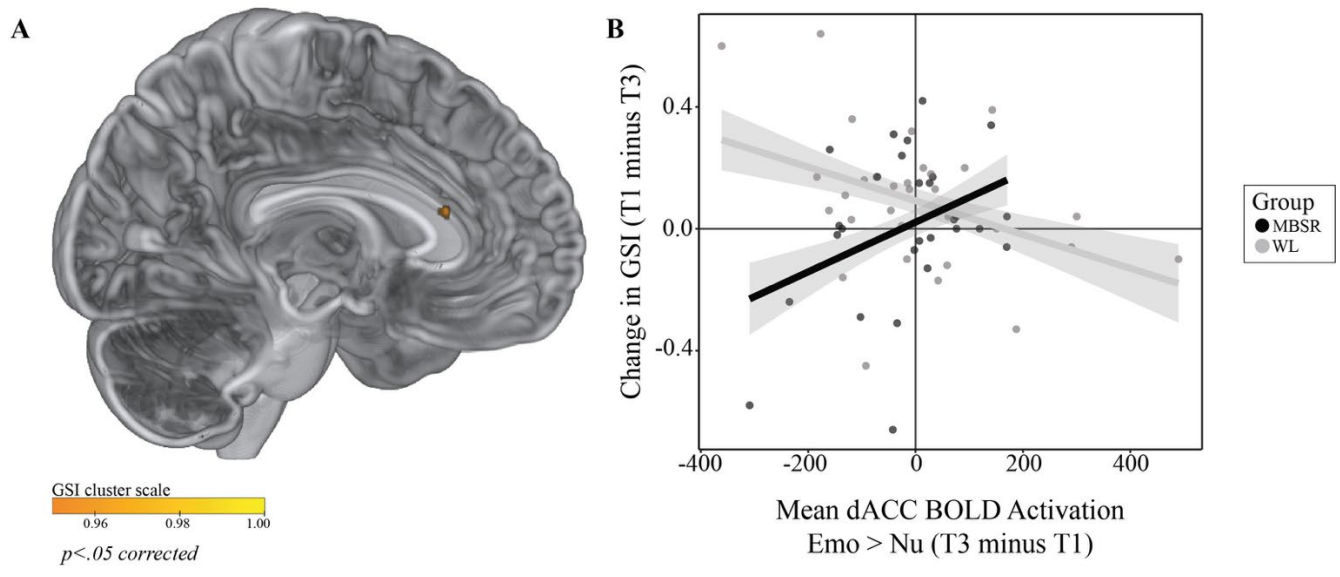 A
GSI cluster scale
0.96 0.98 1.00
p<.05 corrected
B
Change in GSI (T1 minus T3)
0.4
0.0
-0.4
-400 -200 0 200 400
Mean dACC BOLD Activation
Emo > Nu (T3 minus T1)
Group
MBSR
WL